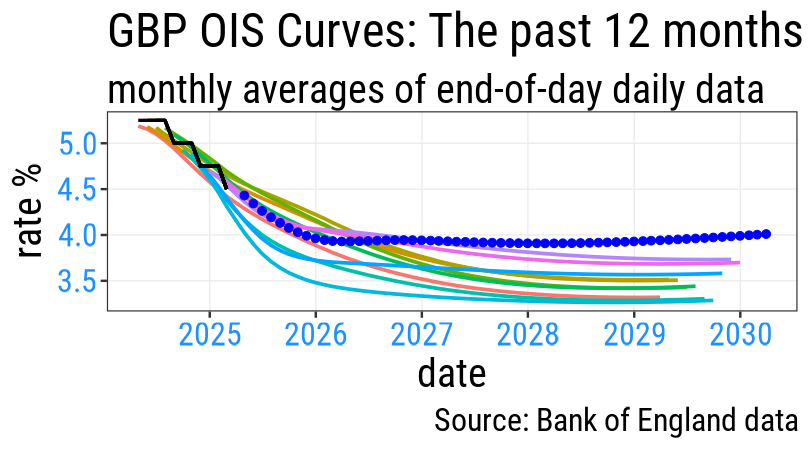 GBP OIS Curves: The past 12 months
monthly averages of end-of-day daily data
rate %
5.0
4.5
4.0
3.5
2025 2026 2027 2028 2029 2030
date
Source: Bank of England data